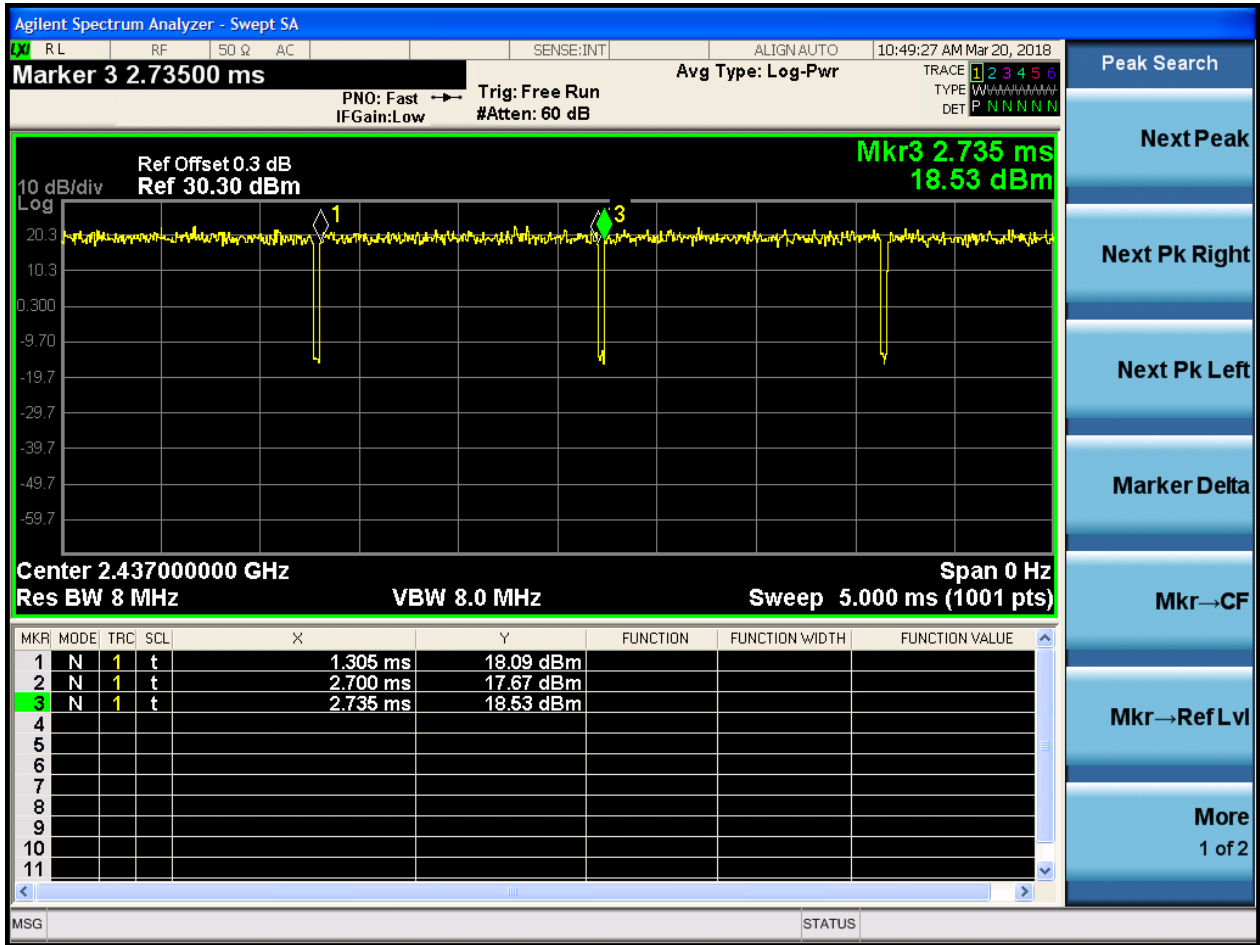 Agilent Spectrum Analyzer - Swept SA
LXI RL RF 50 Ω AC SENSE:INT ALIGN AUTO 10:49:27 AM Mar 20, 2018
Marker 3 2.73500 ms
PNO: Fast
IFGain:Low
Trig: Free Run
#Atten: 60 dB
Avg Type: Log-Pwr
TRACE 1 2 3 4 5 6
TYPE WWWWWW
DET P N N N N N
Ref Offset 0.3 dB
10 dB/div Ref 30.30 dBm
Log
Mkr3 2.735 ms
18.53 dBm
1
3
20.3
10.3
0.300
-9.70
-19.7
-29.7
-39.7
-49.7
-59.7
Center 2.437000000 GHz Span 0 Hz
Res BW 8 MHz VBW 8.0 MHz Sweep 5.000 ms (1001 pts)
MKR MODE TRC SCL X Y FUNCTION FUNCTION WIDTH FUNCTION VALUE
1 N 1 t 1.305 ms 18.09 dBm
2 N 1 t 2.700 ms 17.67 dBm
3 N 1 t 2.735 ms 18.53 dBm
4
5
6
7
8
9
10
11
MSG STATUS
Peak Search
Next Peak
Next Pk Right
Next Pk Left
Marker Delta
Mkr→CF
Mkr→Ref Lvl
More
1 of 2